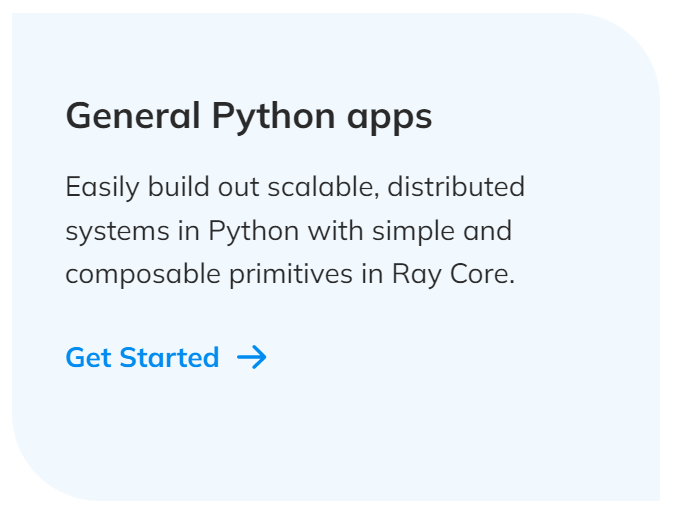 General Python apps
Easily build out scalable, distributed
systems in Python with simple and
composable primitives in Ray Core.
Get Started →